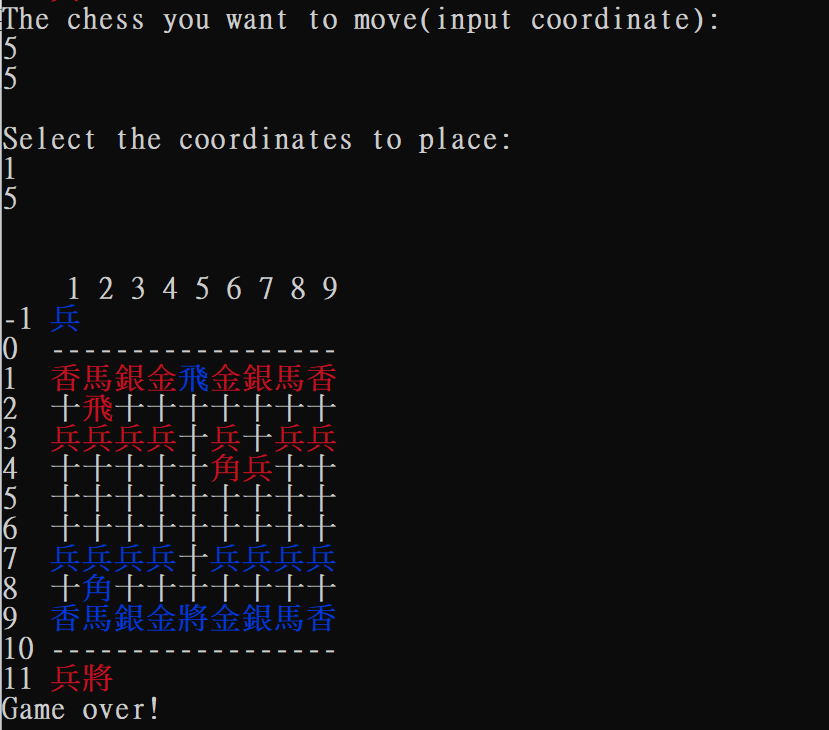 The chess you want to move(input coordinate):
5
5
Select the coordinates to place:
1
5
1 2 3 4 5 6 7 8 9
-1 兵
0 ------------------
1 香馬銀金飛金銀馬香
2 十飛十十十十十十十
3 兵兵兵兵十兵十兵兵
4 十十十十十角兵十十
5 十十十十十十十十十
6 十十十十十十十十十
7 兵兵兵兵十兵兵兵兵
8 十角十十十十十十十
9 香馬銀金將金銀馬香
10 ------------------
11 兵將
Game over!